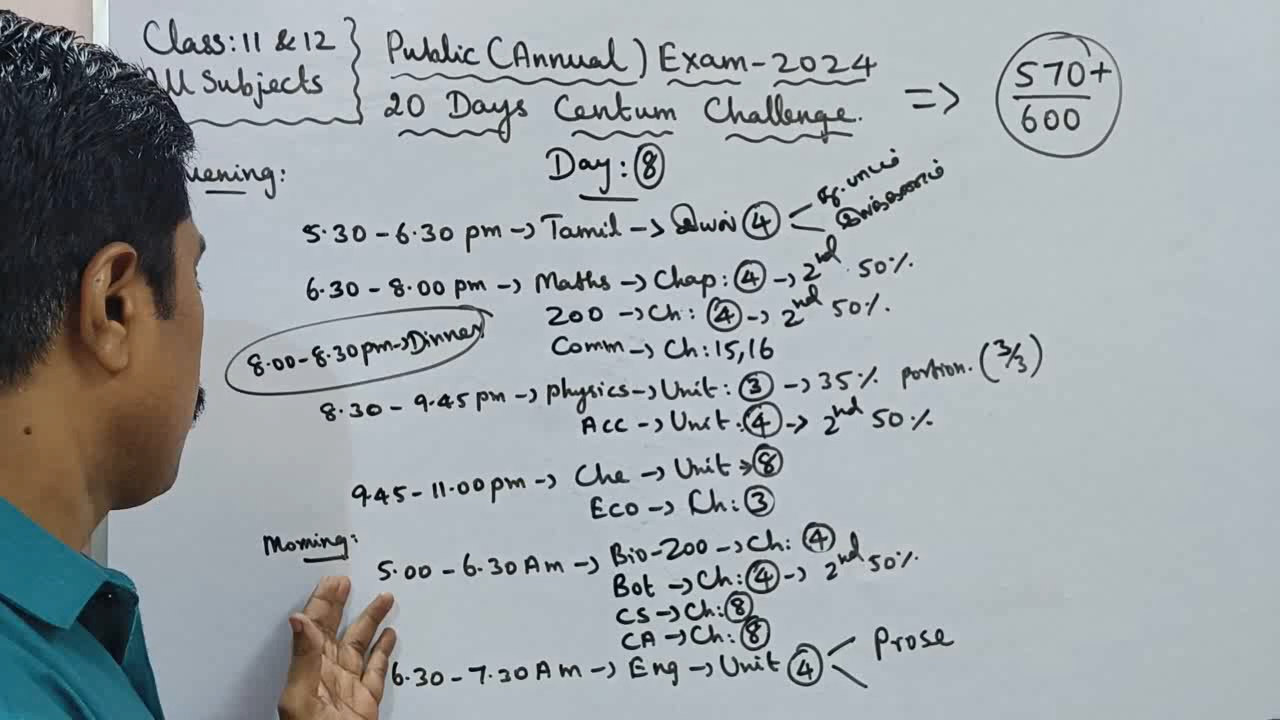 Class: 11 & 12
All Subjects
Public (Annual) Exam - 2024
20 Days Centum Challenge.
=> 570+
600
Day: 8
Evening:
5.30 - 6.30 pm -> Tamil -> இயல் 4
6.30 - 8.00 pm -> Maths -> Chap: 4 -> 2nd 50%
200 -> Ch: 4 -> 2nd 50%
Comm -> Ch: 15,16
8.00 - 8.30 pm -> Dinner
8.30 - 9.45 pm -> Physics -> Unit: 3 -> 35% portion. (3/3)
Acc -> Unit: 4 -> 2nd 50%
9.45 - 11.00 pm -> Che -> Unit -> 8
Eco -> Ch: 3
Morning:
5.00 - 6.30 Am -> Bio-200 -> Ch: 4
Bot -> Ch: 4 -> 2nd 50%
CS -> Ch: 8
CA -> Ch: 8
6.30 - 7.30 Am -> Eng -> Unit 4 Prose